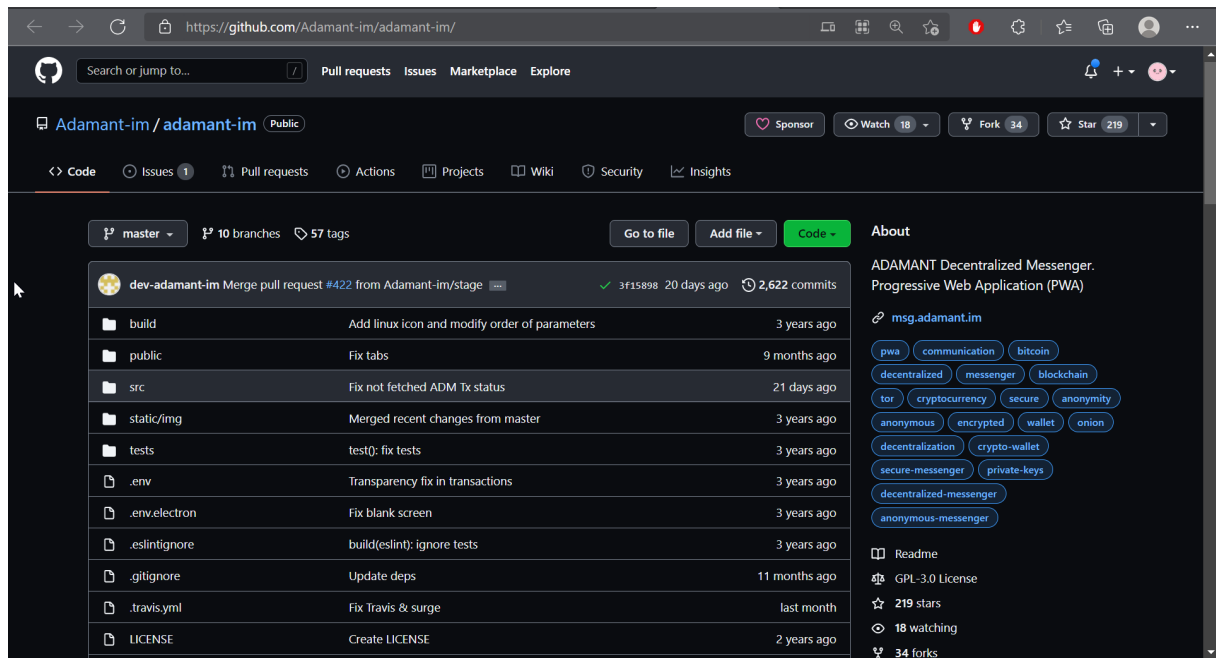 https://github.com/Adamant-im/adamant-im/
Search or jump to... /
Pull requests Issues Marketplace Explore
Adamant-im / adamant-im Public
Sponsor Watch 18 Fork 34 Star 219
<> Code Issues 1 Pull requests Actions Projects Wiki Security Insights
master 10 branches 57 tags Go to file Add file Code
dev-adamant-im Merge pull request #422 from Adamant-im/stage ... 3f15898 20 days ago 2,622 commits
build Add linux icon and modify order of parameters 3 years ago
public Fix tabs 9 months ago
src Fix not fetched ADM Tx status 21 days ago
static/img Merged recent changes from master 3 years ago
tests test(): fix tests 3 years ago
.env Transparency fix in transactions 3 years ago
.env.electron Fix blank screen 3 years ago
.eslintignore build(eslint): ignore tests 3 years ago
.gitignore Update deps 11 months ago
.travis.yml Fix Travis & surge last month
LICENSE Create LICENSE 2 years ago
About
ADAMANT Decentralized Messenger.
Progressive Web Application (PWA)
msg.adamant.im
pwa communication bitcoin
decentralized messenger blockchain
tor cryptocurrency secure anonymity
anonymous encrypted wallet onion
decentralization crypto-wallet
secure-messenger private-keys
decentralized-messenger
anonymous-messenger
Readme
GPL-3.0 License
219 stars
18 watching
34 forks